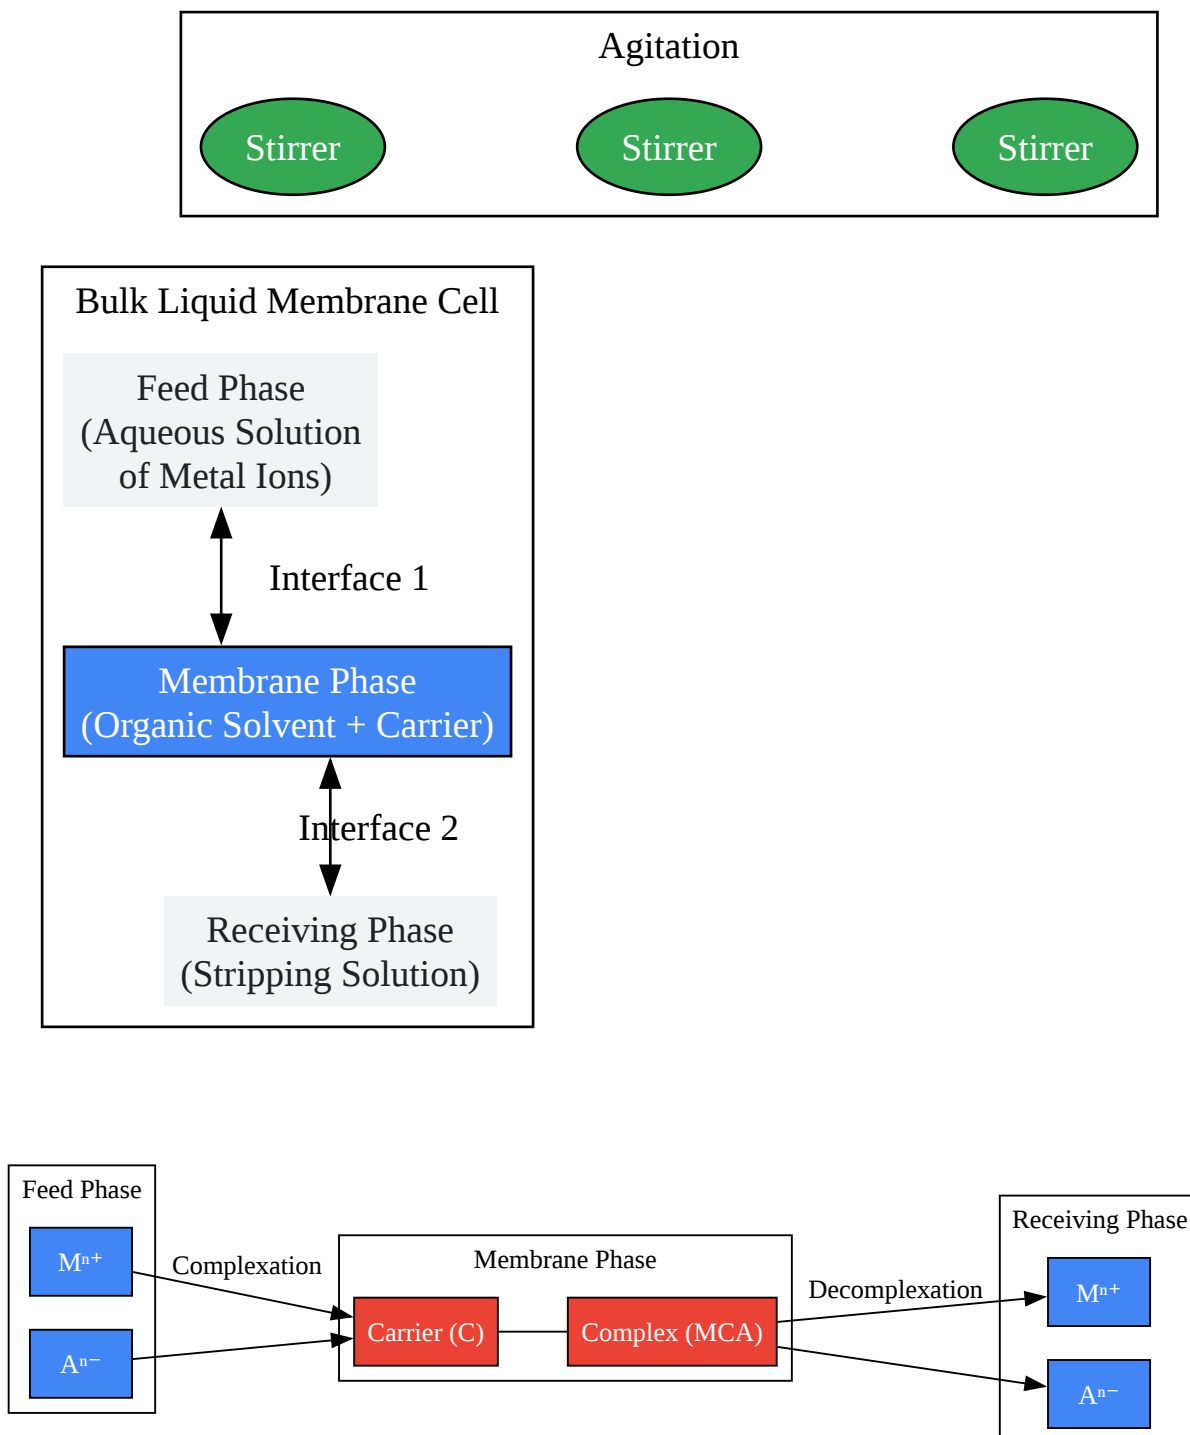 Agitation
Stirrer
Stirrer
Stirrer
Bulk Liquid Membrane Cell
Feed Phase
(Aqueous Solution
of Metal Ions)
Interface 1
Membrane Phase
(Organic Solvent + Carrier)
Interface 2
Receiving Phase
(Stripping Solution)
Feed Phase
Mⁿ⁺
Aⁿ⁻
Complexation
Membrane Phase
Carrier (C)
Complex (MCA)
Decomplexation
Receiving Phase
Mⁿ⁺
Aⁿ⁻